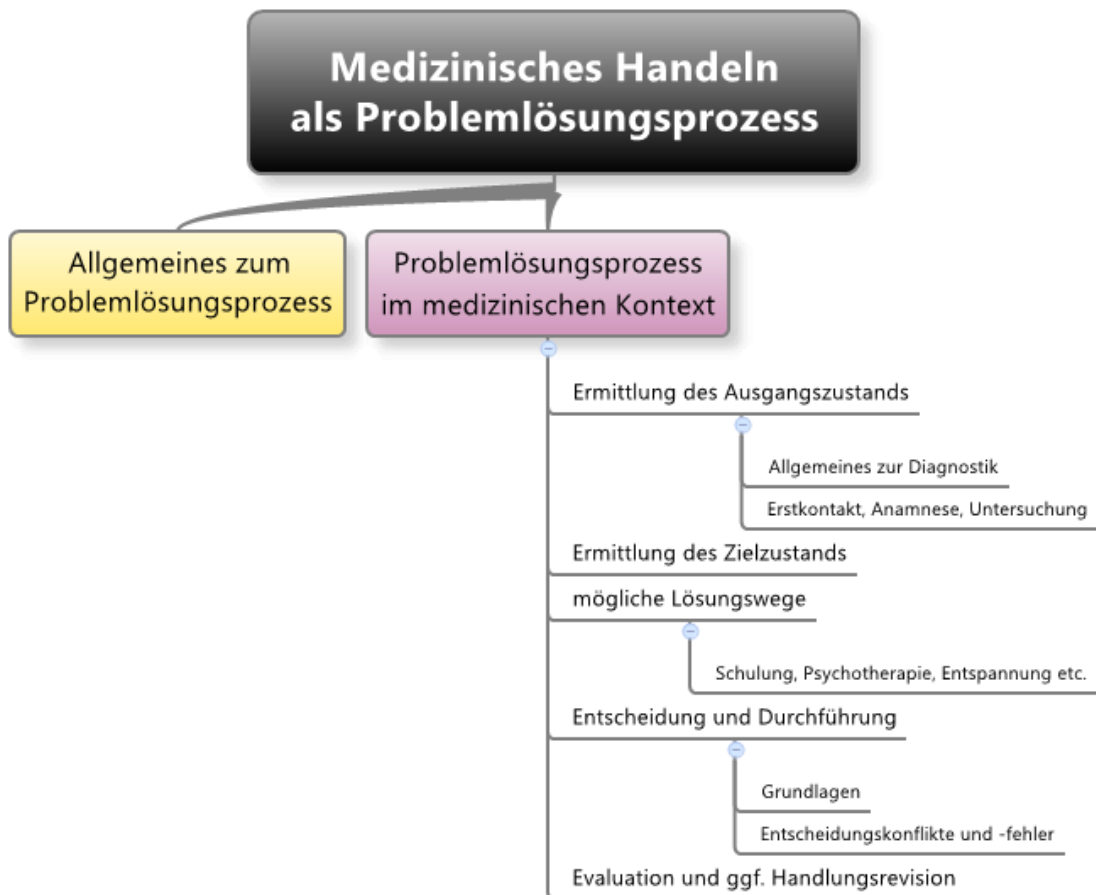 Medizinisches Handeln
als Problemlösungsprozess
Allgemeines zum
Problemlösungsprozess
Problemlösungsprozess
im medizinischen Kontext
Ermittlung des Ausgangszustands
Allgemeines zur Diagnostik
Erstkontakt, Anamnese, Untersuchung
Ermittlung des Zielzustands
mögliche Lösungswege
Schulung, Psychotherapie, Entspannung etc.
Entscheidung und Durchführung
Grundlagen
Entscheidungskonflikte und -fehler
Evaluation und ggf. Handlungsrevision